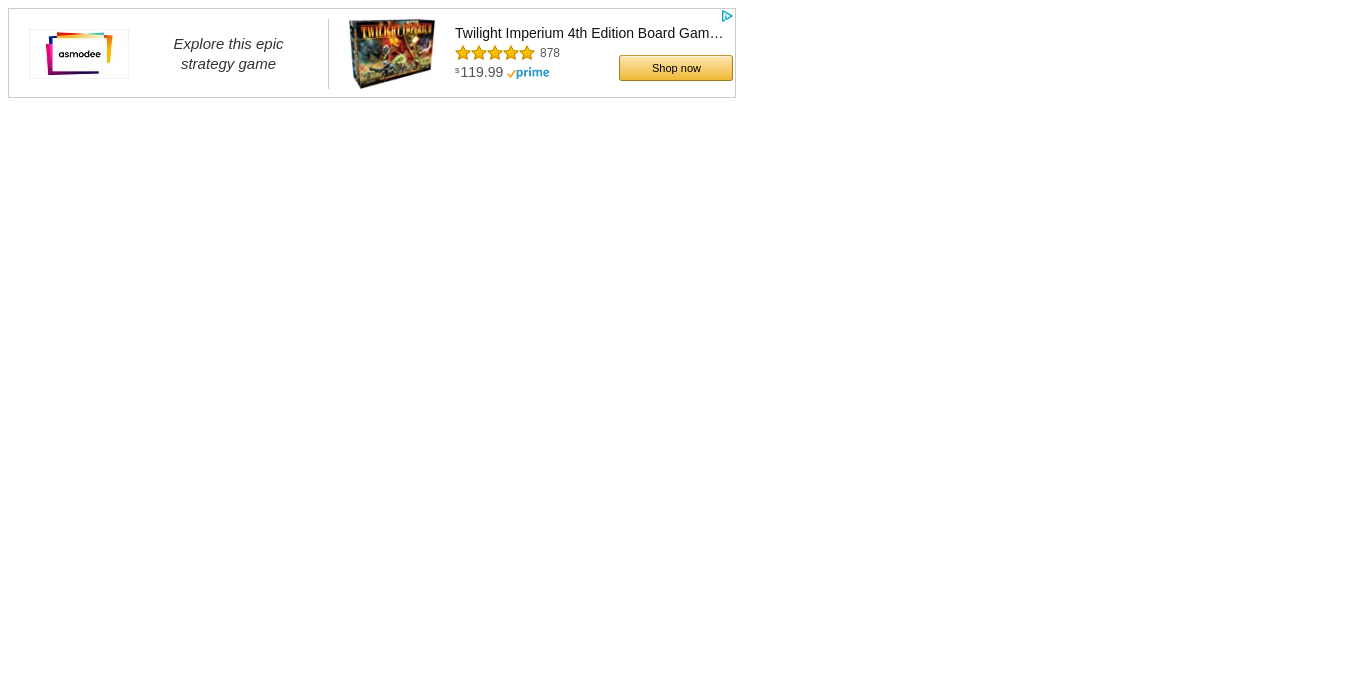 asmodee
Explore this epic
strategy game
TWILIGHT IMPERIUM
Twilight Imperium 4th Edition Board Gam…
878
$119.99 prime
Shop now